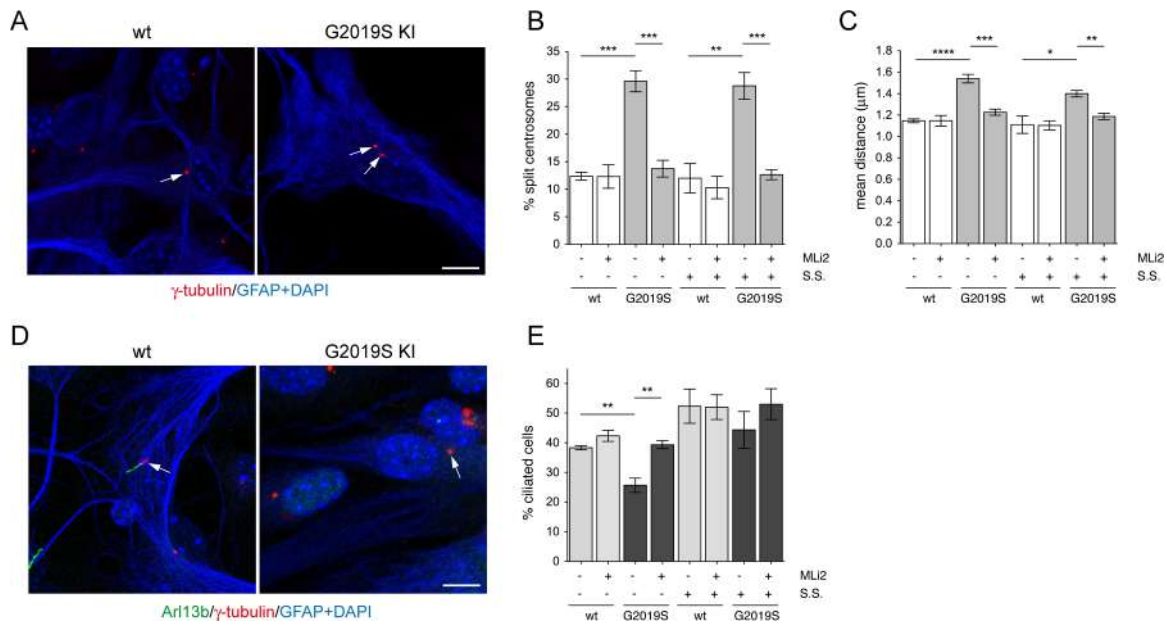 A
wt
G2019S KI
γ-tubulin/GFAP+DAPI
B
*** *** ** ***
% split centrosomes
35
30
25
20
15
10
5
0
- + - + - + - + MLi2
- - - - + + + + S.S.
wt G2019S wt G2019S
C
**** *** * **
mean distance (μm)
1.8
1.6
1.4
1.2
1.0
0.8
0.6
0.4
0.2
0.0
- + - + - + - + MLi2
- - - - + + + + S.S.
wt G2019S wt G2019S
D
wt
G2019S KI
Arl13b/γ-tubulin/GFAP+DAPI
E
** **
% ciliated cells
60
50
40
30
20
10
0
- + - + - + - + MLi2
- - - - + + + + S.S.
wt G2019S wt G2019S